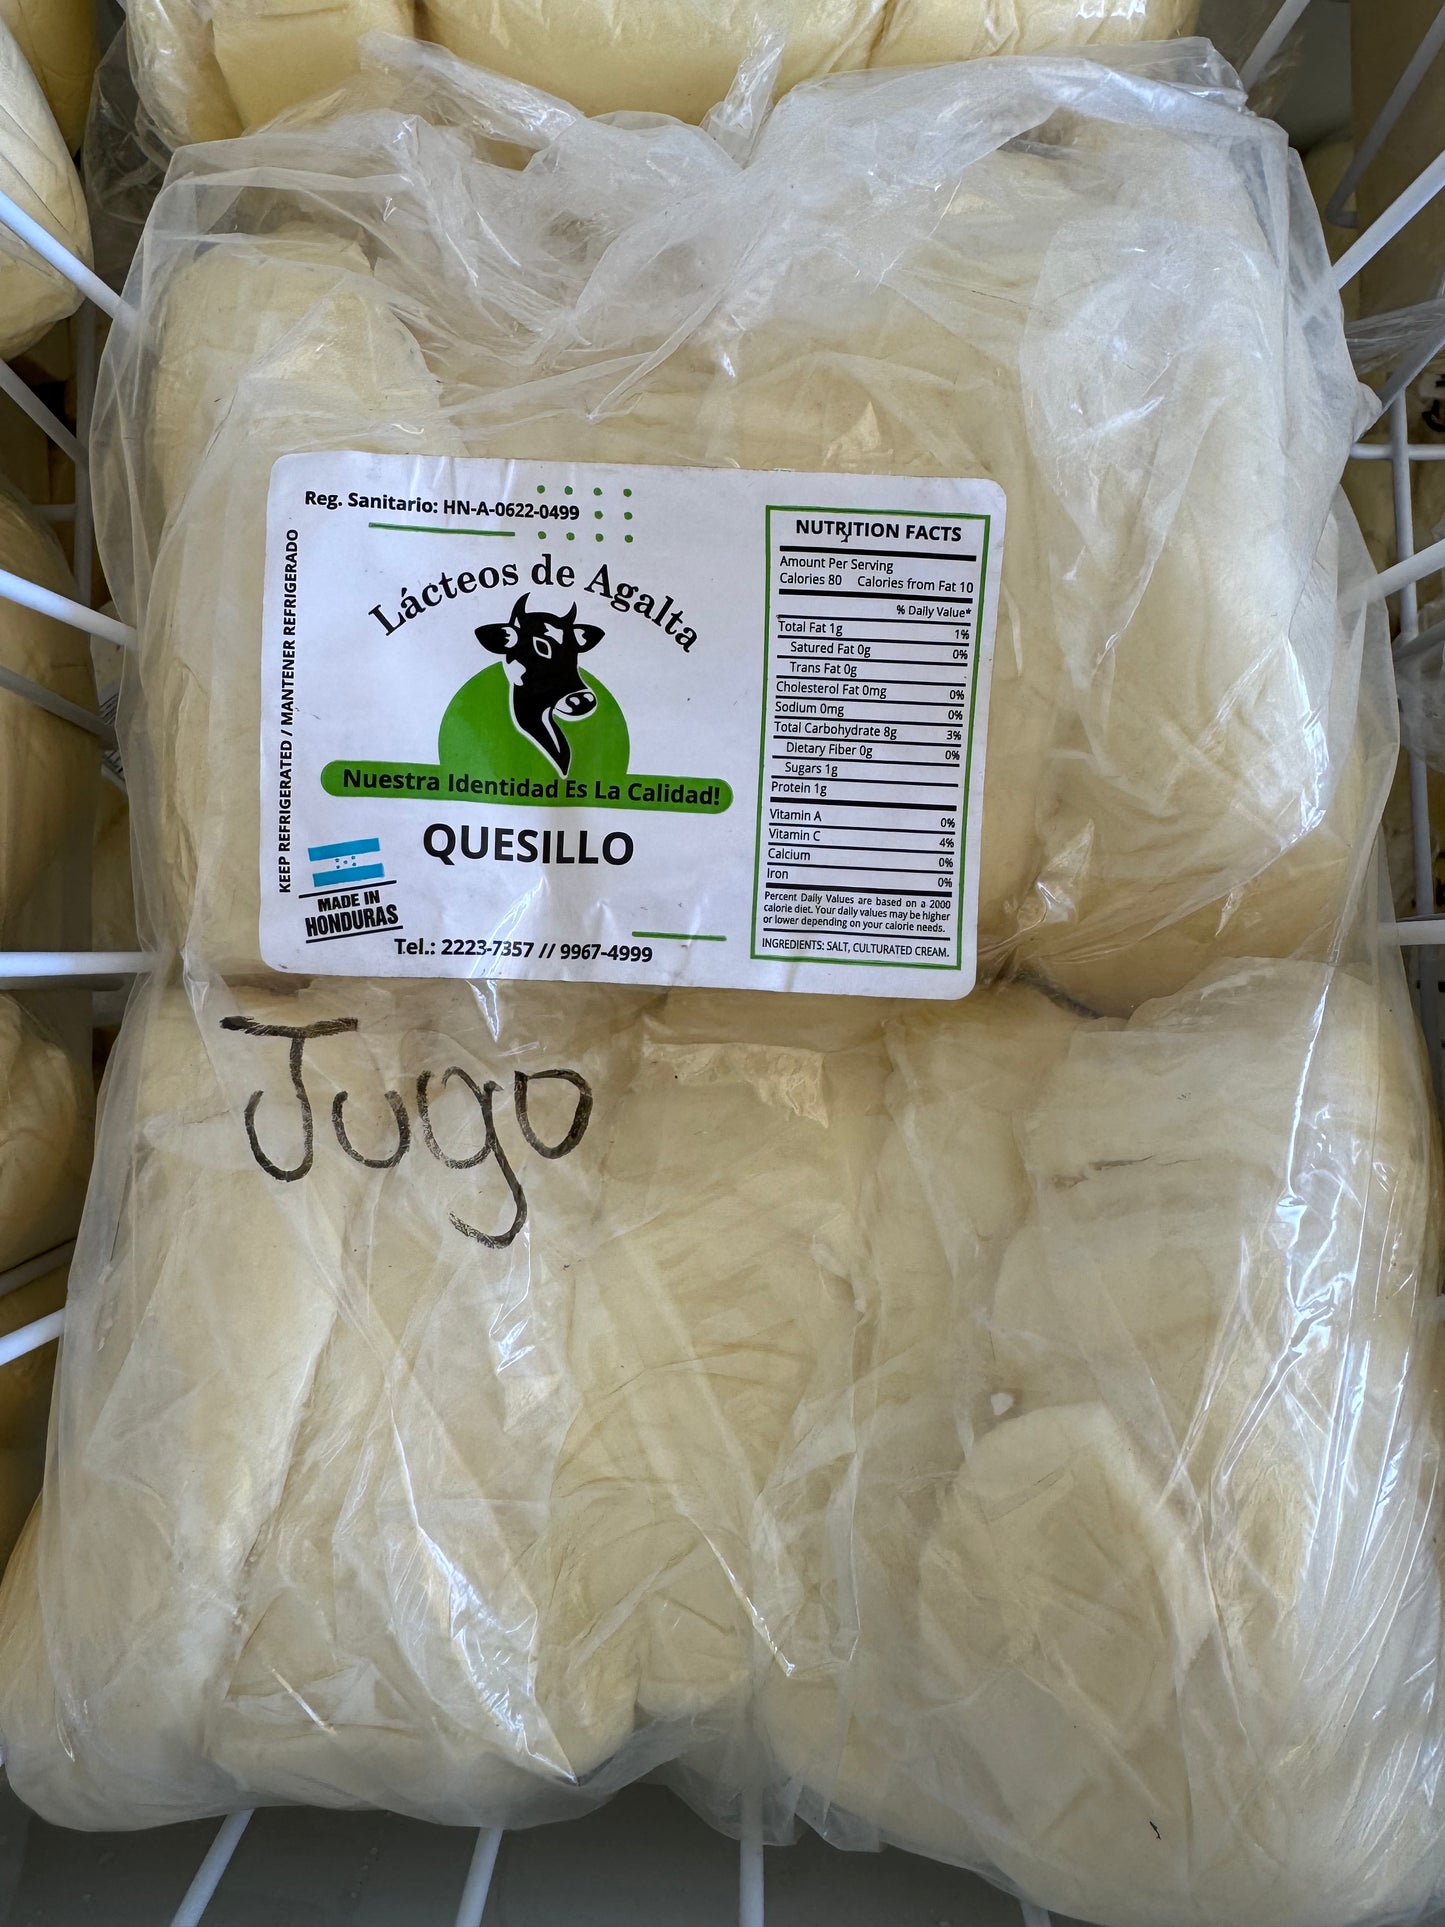 Reg. Sanitario: HN-A-0622-0499
KEEP REFRIGERATED / MANTENER REFRIGERADO
Lácteos de Agalta
Nuestra Identidad Es La Calidad!
QUESILLO
MADE IN
HONDURAS
Tel.: 2223-7357 // 9967-4999
NUTRITION FACTS
Amount Per Serving
Calories 80 Calories from Fat 10
% Daily Value*
Total Fat 1g 1%
Satured Fat 0g 0%
Trans Fat 0g
Cholesterol Fat 0mg 0%
Sodium 0mg 0%
Total Carbohydrate 8g 3%
Dietary Fiber 0g 0%
Sugars 1g
Protein 1g
Vitamin A 0%
Vitamin C 4%
Calcium 0%
Iron 0%
Percent Daily Values are based on a 2000
calorie diet. Your daily values may be higher
or lower depending on your calorie needs.
INGREDIENTS: SALT, CULTURATED CREAM.
Jugo